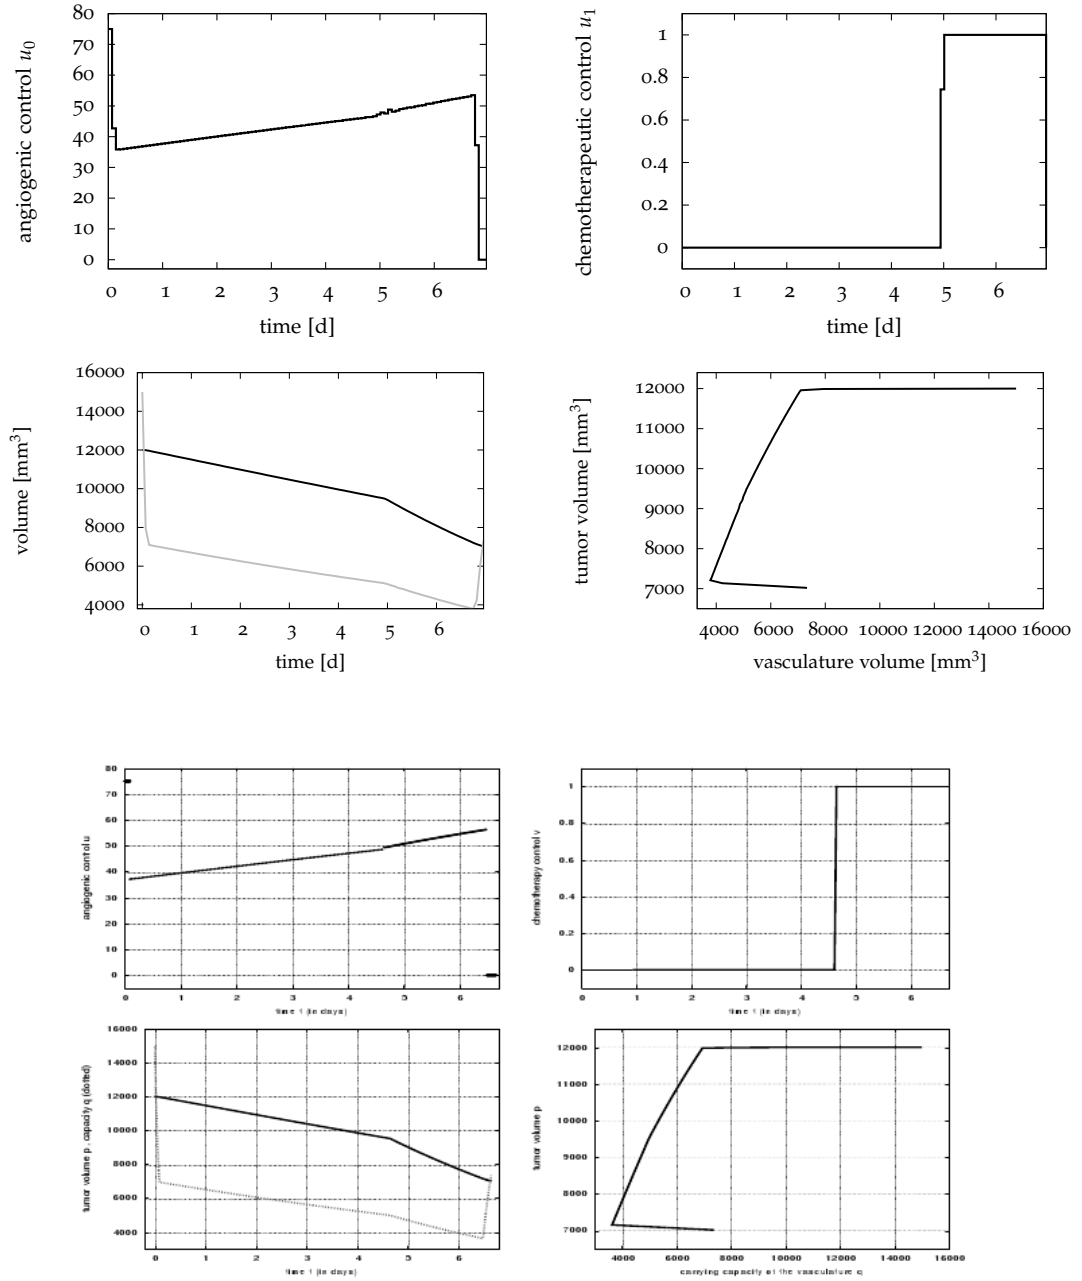 angiogenic control u0
80
70
60
50
40
30
20
10
0
0 1 2 3 4 5 6
time [d]
chemotherapeutic control u1
1
0.8
0.6
0.4
0.2
0
0 1 2 3 4 5 6
time [d]
volume [mm3]
16000
14000
12000
10000
8000
6000
4000
0 1 2 3 4 5 6
time [d]
tumor volume [mm3]
12000
11000
10000
9000
8000
7000
4000 6000 8000 10000 12000 14000 16000
vasculature volume [mm3]
angiogenic control u
80
70
60
50
40
30
20
10
0
0 1 2 3 4 5 6
time t (in days)
chemotherapy control v
1
0.8
0.6
0.4
0.2
0
0 1 2 3 4 5 6
time t (in days)
tumor volume p , capacity q (dotted)
16000
14000
12000
10000
8000
6000
4000
0 1 2 3 4 5 6
time t (in days)
tumor volume p
12000
11000
10000
9000
8000
7000
4000 6000 8000 10000 12000 14000 16000
carrying capacity of the vasculature q